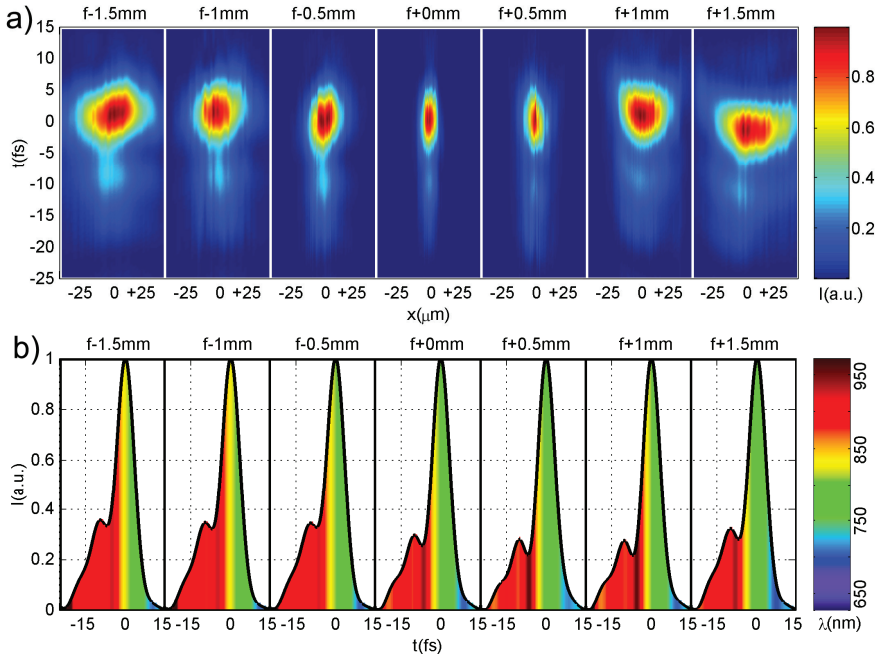 a)
f-1.5mm f-1mm f-0.5mm f+0mm f+0.5mm f+1mm f+1.5mm
15
10
5
0
-5
-10
-15
-20
-25
t(fs)
-25 0 +25 -25 0 +25 -25 0 +25 -25 0 +25 -25 0 +25 -25 0 +25 -25 0 +25
x(μm)
0.8
0.6
0.4
0.2
I(a.u.)
b)
f-1.5mm f-1mm f-0.5mm f+0mm f+0.5mm f+1mm f+1.5mm
1
0.8
0.6
0.4
0.2
0
I(a.u.)
-15 0 15 -15 0 15 -15 0 15 -15 0 15 -15 0 15 -15 0 15 -15 0 15
t(fs)
950
850
750
650
λ(nm)